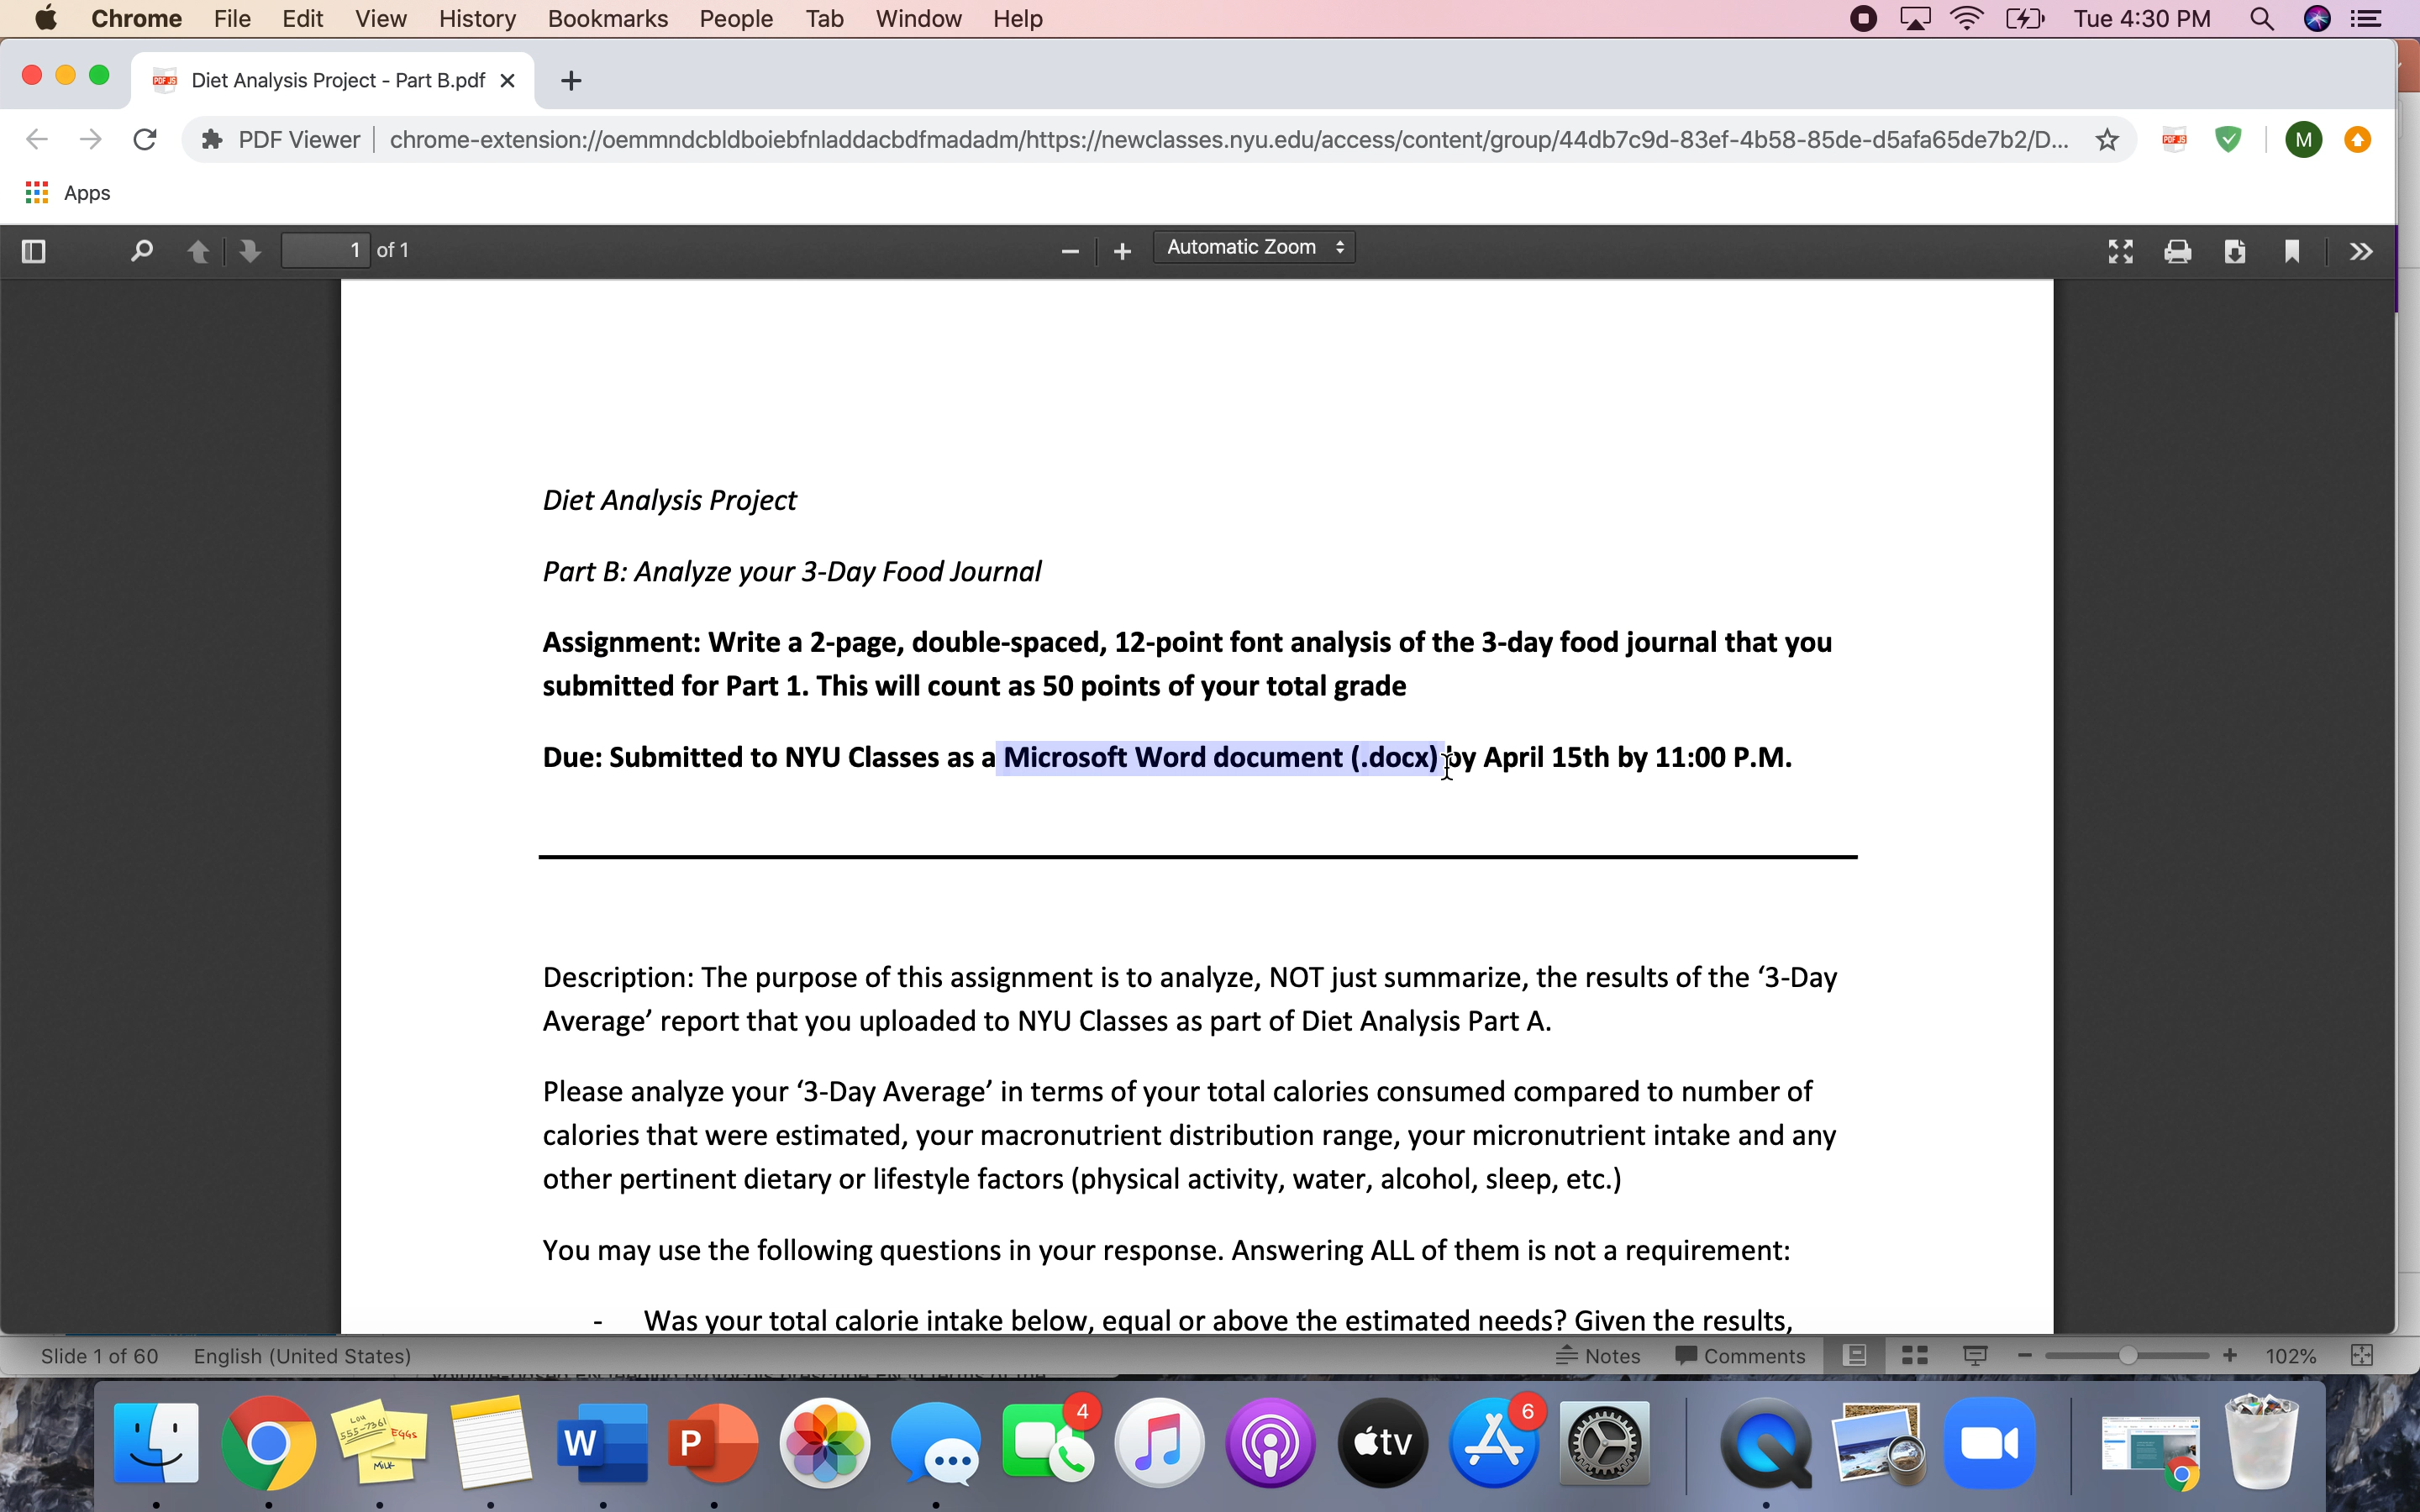 Chrome File Edit View History Bookmarks People Tab Window Help Tue 4:30 PM
Diet Analysis Project - Part B.pdf
PDF Viewer chrome-extension://oemmndcbldboiebfnladdacbdfmadadm/https://newclasses.nyu.edu/access/content/group/44db7c9d-83ef-4b58-85de-d5afa65de7b2/D... M
Apps
1 of 1 Automatic Zoom
Diet Analysis Project
Part B: Analyze your 3-Day Food Journal
Assignment: Write a 2-page, double-spaced, 12-point font analysis of the 3-day food journal that you
submitted for Part 1. This will count as 50 points of your total grade
Due: Submitted to NYU Classes as a Microsoft Word document (.docx) by April 15th by 11:00 P.M.
Description: The purpose of this assignment is to analyze, NOT just summarize, the results of the ‘3-Day
Average’ report that you uploaded to NYU Classes as part of Diet Analysis Part A.
Please analyze your ‘3-Day Average’ in terms of your total calories consumed compared to number of
calories that were estimated, your macronutrient distribution range, your micronutrient intake and any
other pertinent dietary or lifestyle factors (physical activity, water, alcohol, sleep, etc.)
You may use the following questions in your response. Answering ALL of them is not a requirement:
- Was your total calorie intake below, equal or above the estimated needs? Given the results,
Slide 1 of 60 English (United States) Notes Comments 102%
4 6
Lou
555-7361
EGGS
MILK
W P tv